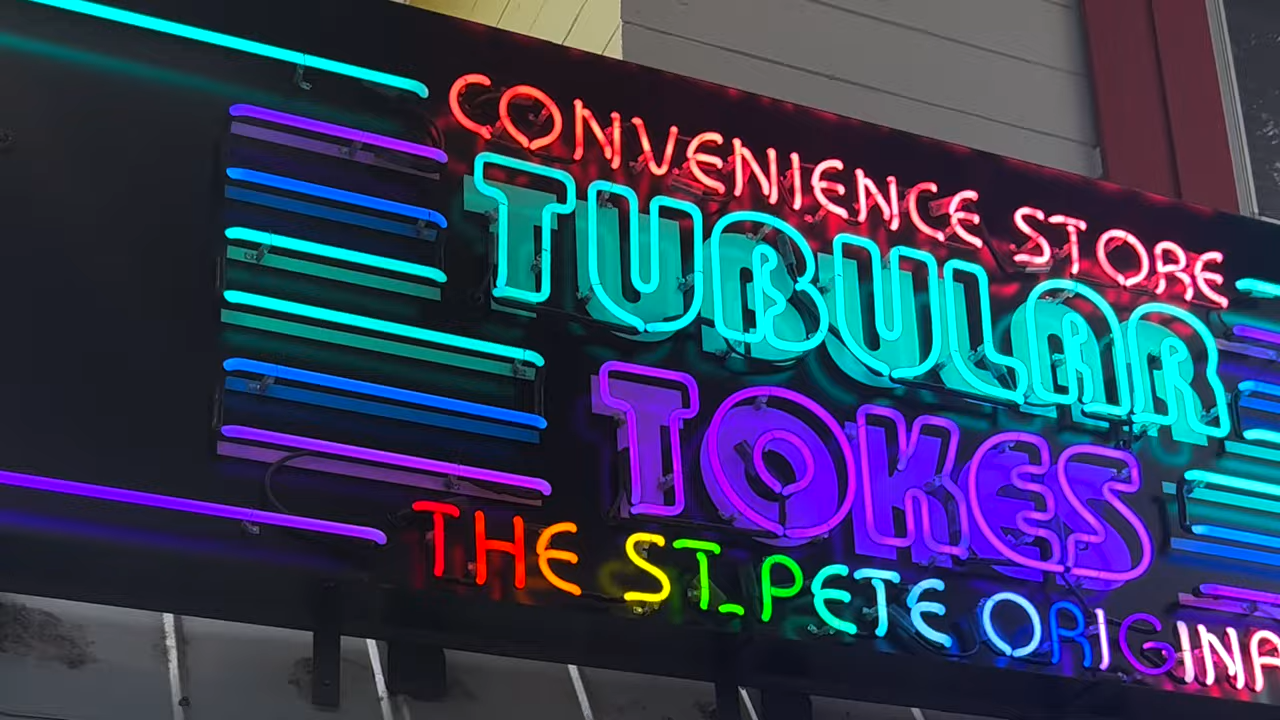 CONVENIENCE STORE
TUBULAR
TOKES
THE ST. PETE ORIGINA